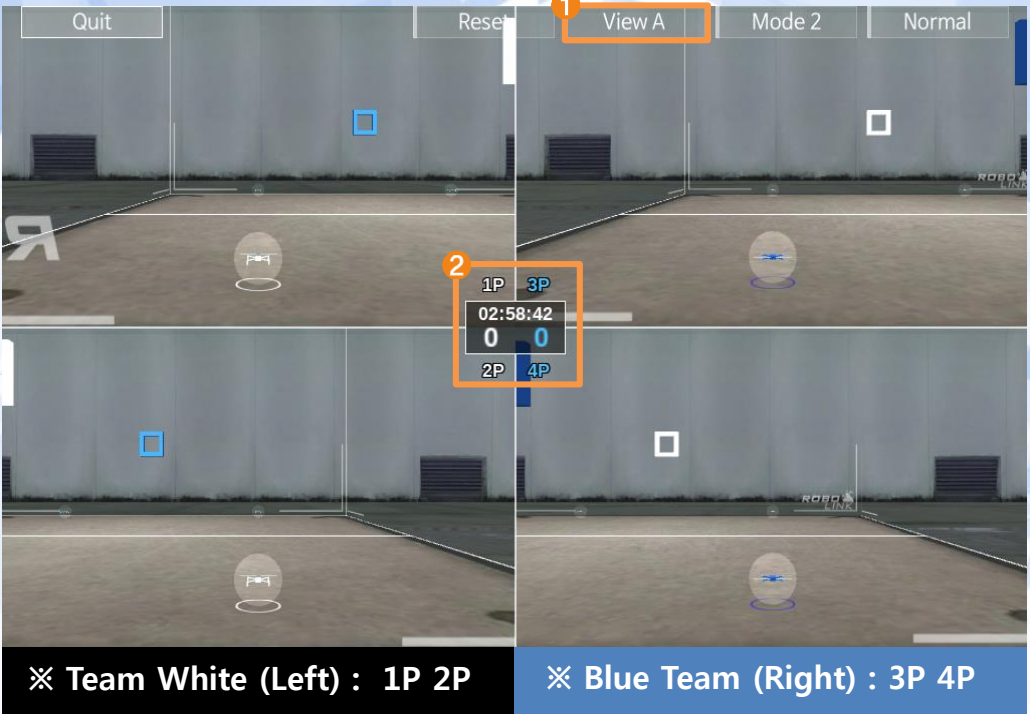 Quit
Reset
1
View A
Mode 2
Normal
ROBO
LINK
R
2
1P 3P
02:58:42
0 0
2P 4P
ROBO
LINK
※ Team White (Left) : 1P 2P
※ Blue Team (Right) : 3P 4P